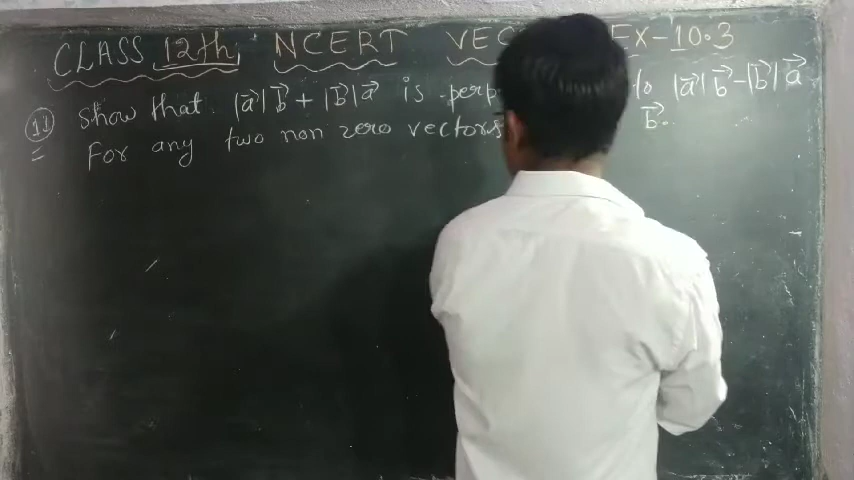 CLASS 12th NCERT VEC EX-10.3
(11) Show that |a⃗|b⃗ + |b⃗|a⃗ is perp to |a⃗|b⃗ - |b⃗|a⃗
For any two non zero vectors b⃗.